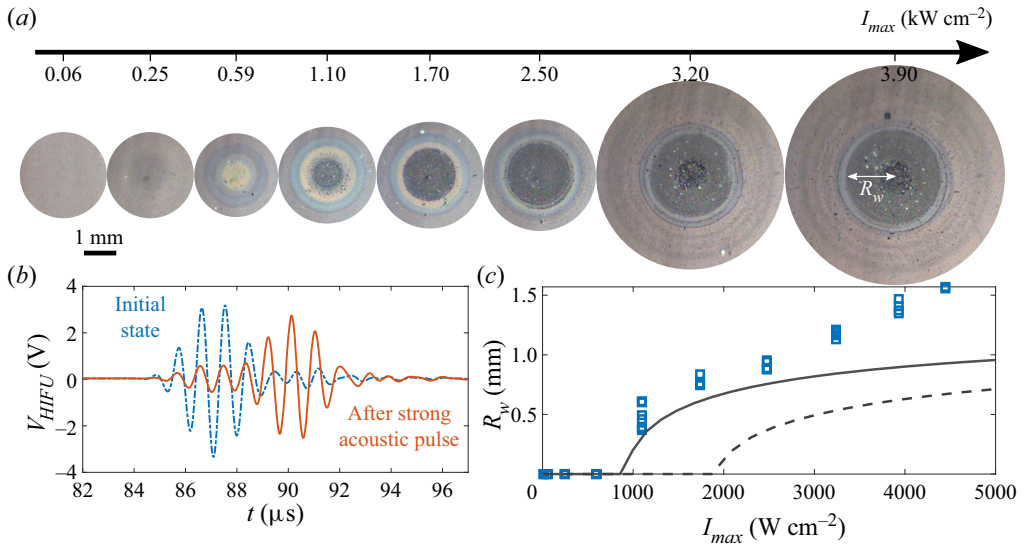 (a)
I_max (kW cm–2)
0.06 0.25 0.59 1.10 1.70 2.50 3.20 3.90
R_w
1 mm
(b)
(c)
Initial
state
After strong
acoustic pulse
V_HIFU (V)
4
2
0
–2
–4
82 84 86 88 90 92 94 96
t (μs)
R_w (mm)
1.5
1.0
0.5
0 1000 2000 3000 4000 5000
I_max (W cm–2)